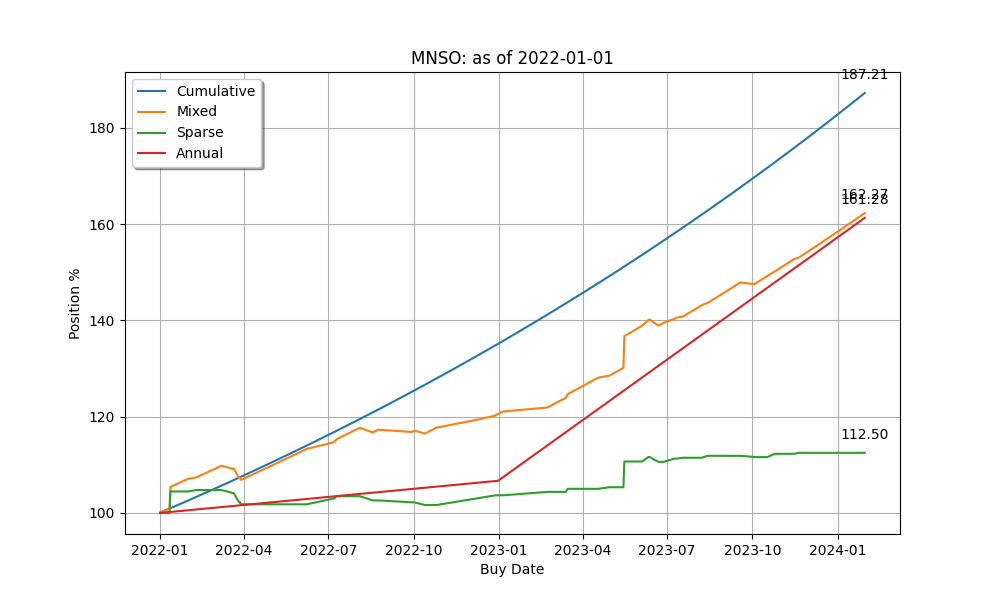 MNSO: as of 2022-01-01
Cumulative
Mixed
Sparse
Annual
187.21
162.27
161.28
112.50
180
160
140
120
100
Position %
2022-01 2022-04 2022-07 2022-10 2023-01 2023-04 2023-07 2023-10 2024-01
Buy Date